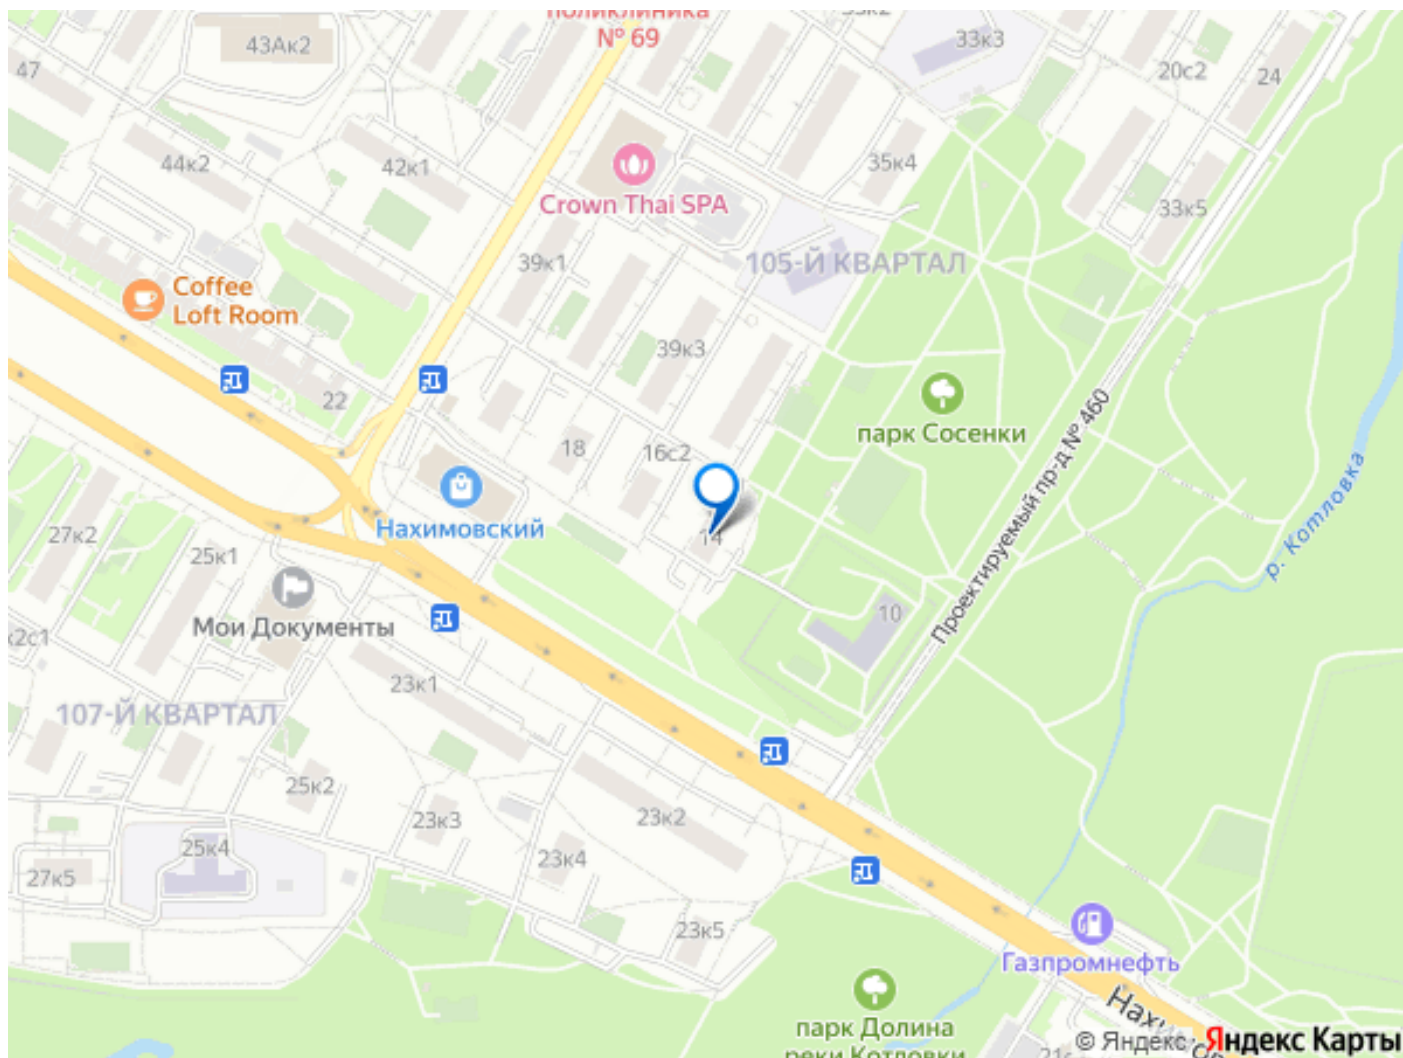 поликлиника
№ 69
43Ак2
47
33к3
20с2
24
44к2
42к1
35к4
Crown Thai SPA
33к5
39к1
105-Й КВАРТАЛ
Coffee
Loft Room
39к3
22
парк Сосенки
Проектируемый пр-д № 460
18
16с2
р. Котловка
Нахимовский
14
27к2
25к1
10
Мои Документы
23к1
107-Й КВАРТАЛ
25к2
23к3
23к2
25к4
23к4
27к5
23к5
Газпромнефть
парк Долина
реки Котловки
© Яндекс
Яндекс Карты